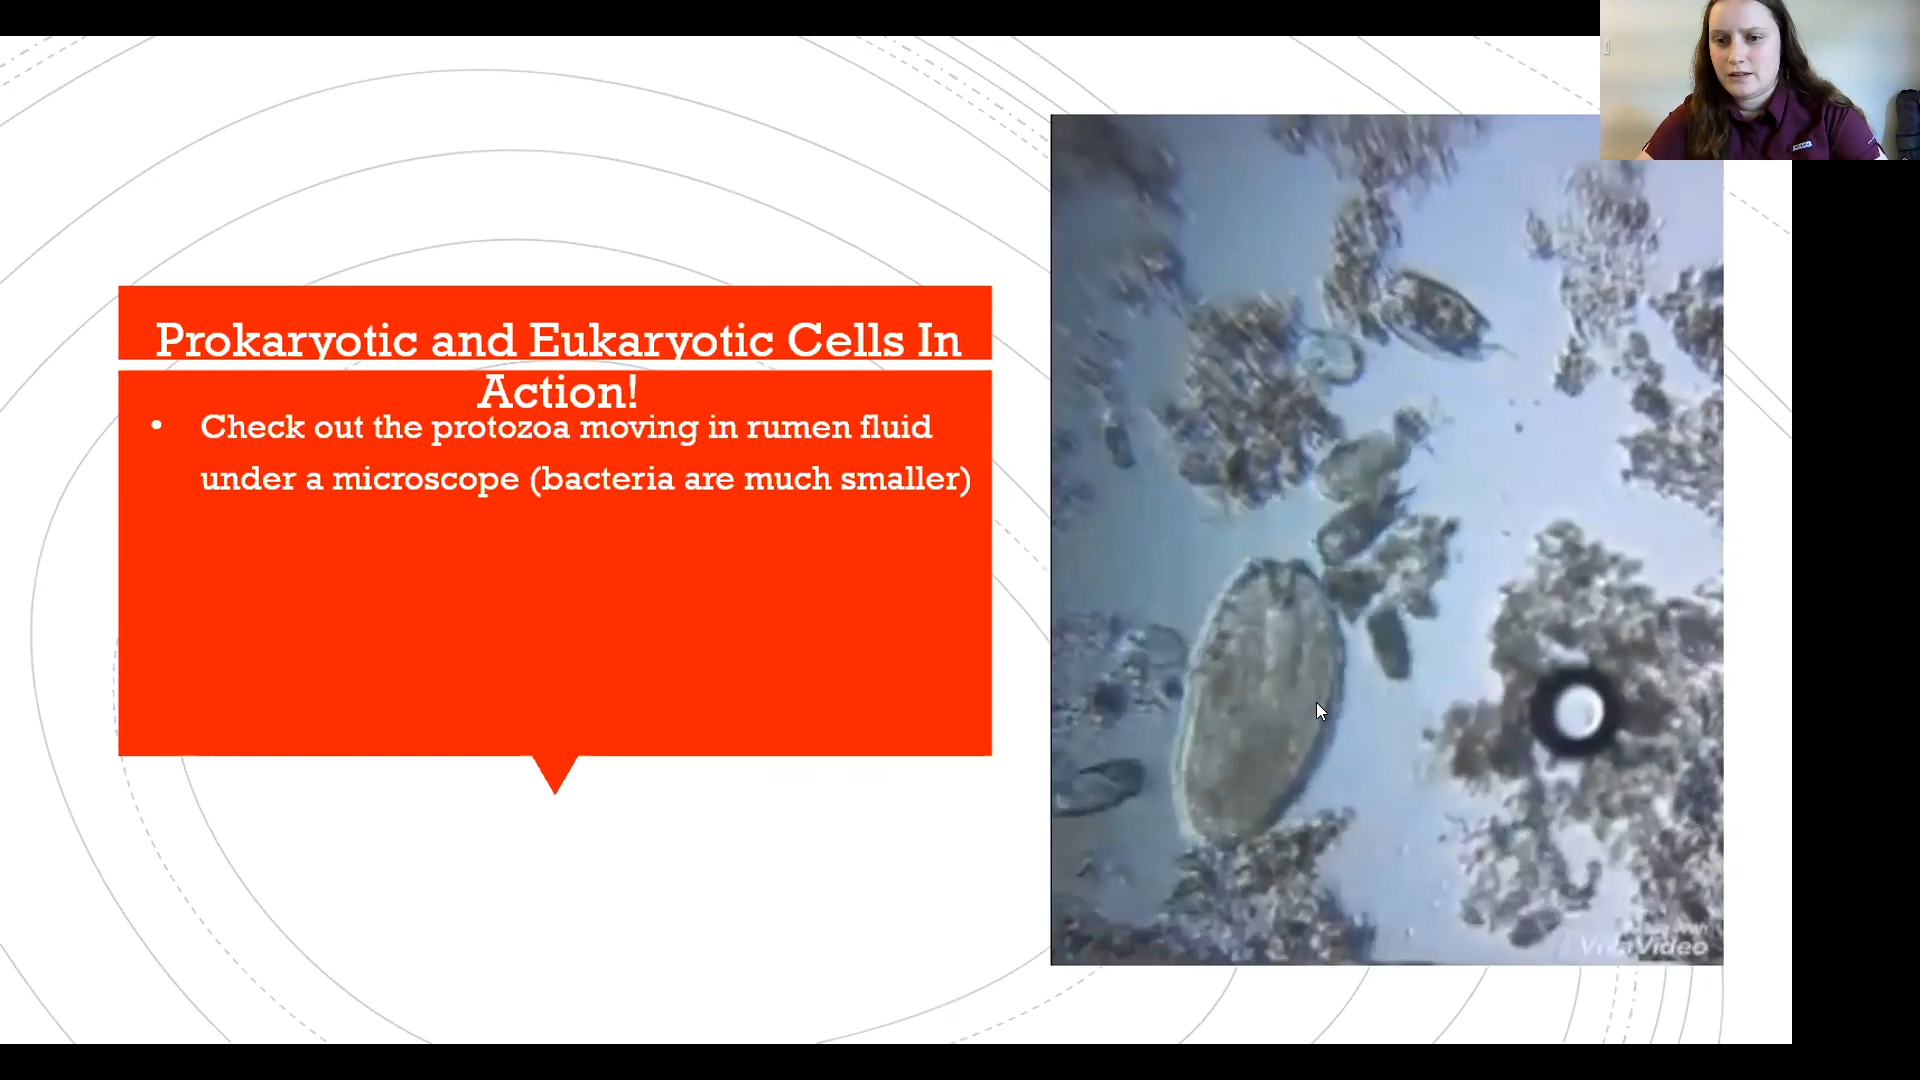 Prokaryotic and Eukaryotic Cells In
Action!
• Check out the protozoa moving in rumen fluid
under a microscope (bacteria are much smaller)
VivaVideo